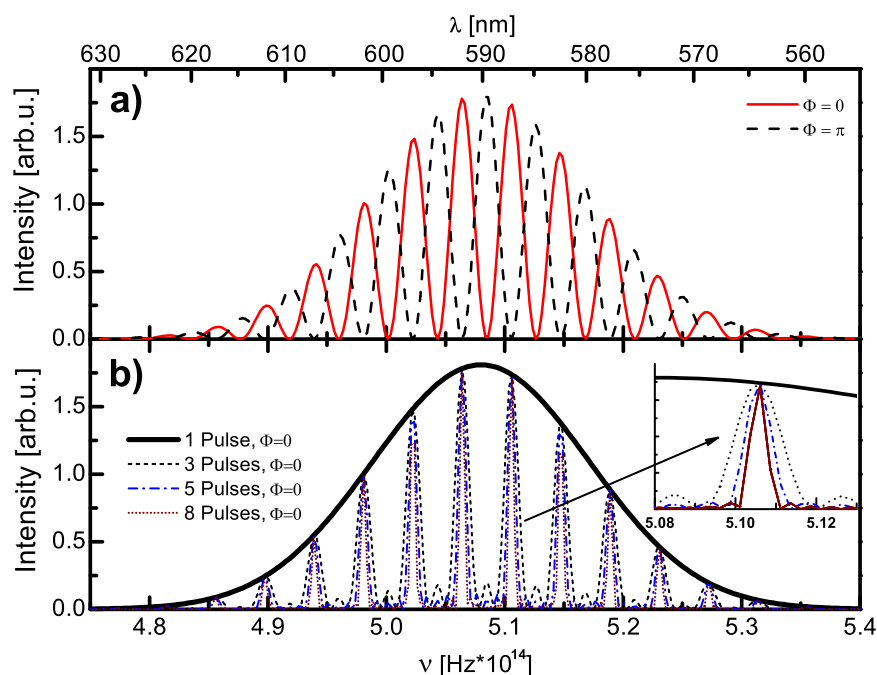 λ [nm]
630 620 610 600 590 580 570 560
a)
Φ = 0
Φ = π
Intensity [arb.u.]
1.5
1.0
0.5
0.0
b)
1 Pulse, Φ=0
3 Pulses, Φ=0
5 Pulses, Φ=0
8 Pulses, Φ=0
5.08 5.10 5.12
Intensity [arb.u.]
1.5
1.0
0.5
0.0
4.8 4.9 5.0 5.1 5.2 5.3 5.4
ν [Hz*10¹⁴]